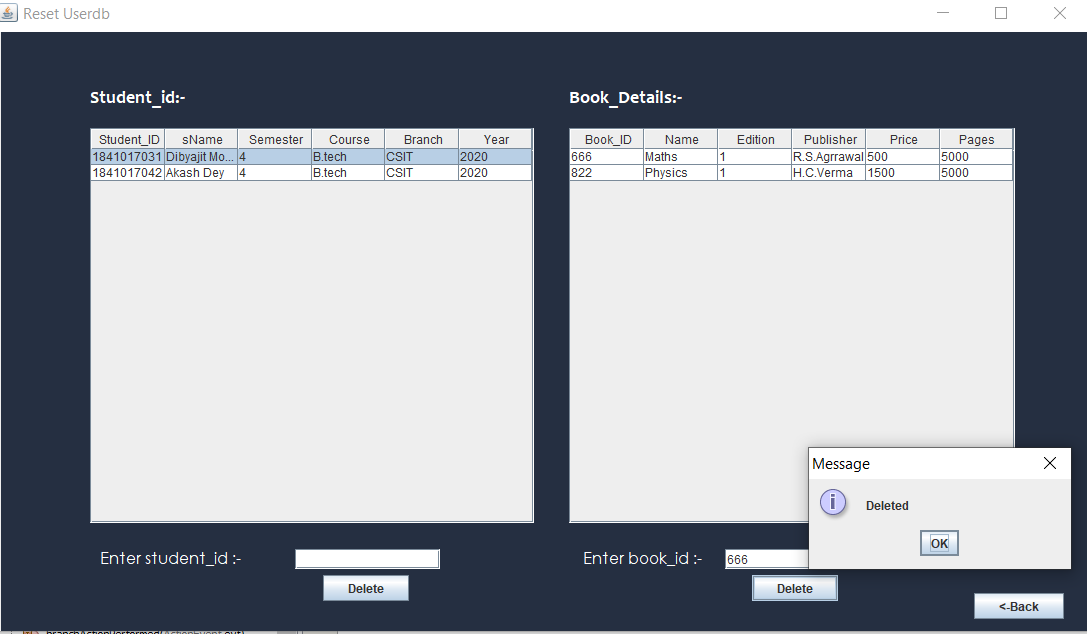 Reset Userdb
Student_id:-
Student_ID sName Semester Course Branch Year
1841017031 Dibyajit Mo... 4 B.tech CSIT 2020
1841017042 Akash Dey 4 B.tech CSIT 2020
Book_Details:-
Book_ID Name Edition Publisher Price Pages
666 Maths 1 R.S.Agrrawal 500 5000
822 Physics 1 H.C.Verma 1500 5000
Enter student_id :-
Delete
Enter book_id :- 666
Delete
Message
Deleted
OK
<-Back